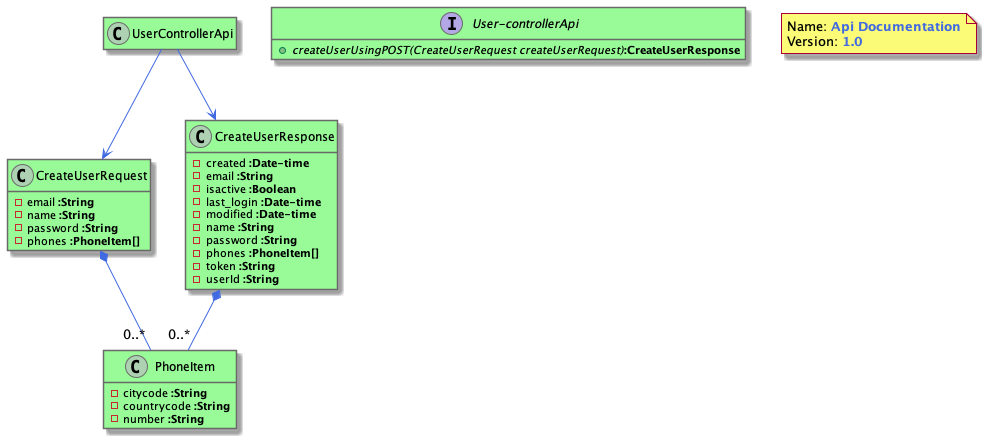 C UserControllerApi
I User-controllerApi
createUserUsingPOST(CreateUserRequest createUserRequest):CreateUserResponse
Name: Api Documentation
Version: 1.0
C CreateUserRequest
email :String
name :String
password :String
phones :PhoneItem[]
C CreateUserResponse
created :Date-time
email :String
isactive :Boolean
last_login :Date-time
modified :Date-time
name :String
password :String
phones :PhoneItem[]
token :String
userId :String
0..*
0..*
C PhoneItem
citycode :String
countrycode :String
number :String